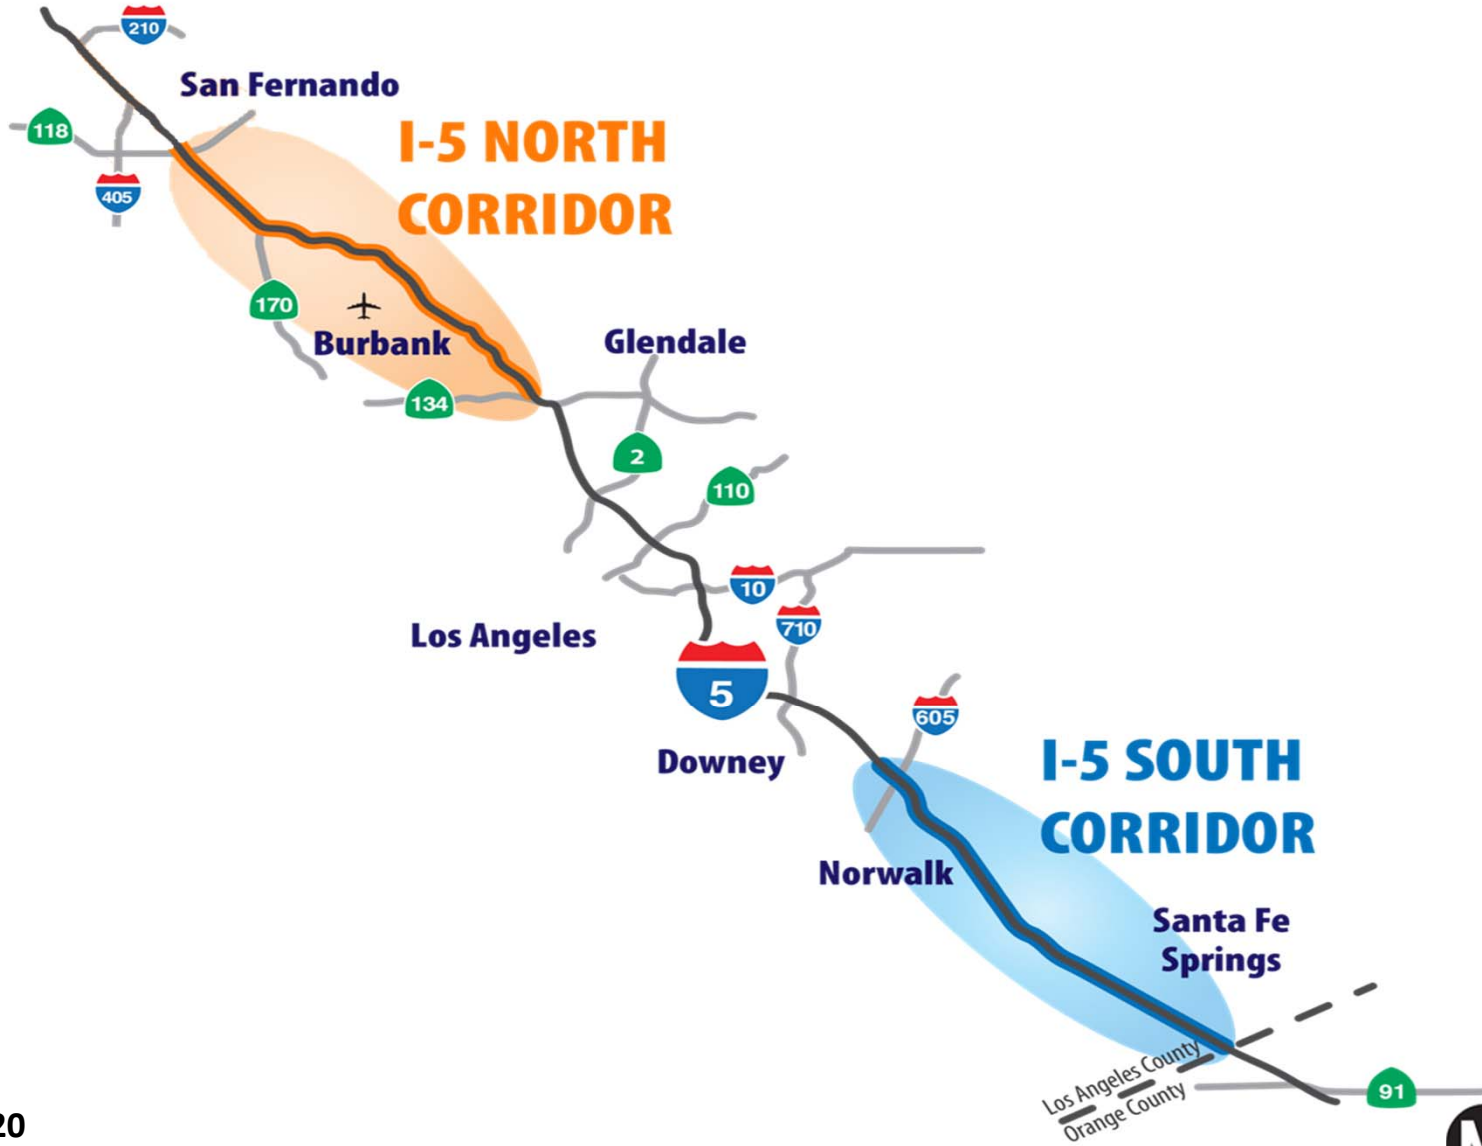 210
San Fernando
118
I-5 NORTH
CORRIDOR
405
170
Burbank
Glendale
134
2
110
10
Los Angeles
710
5
605
Downey
I-5 SOUTH
CORRIDOR
Norwalk
Santa Fe
Springs
Los Angeles County
Orange County
91
20